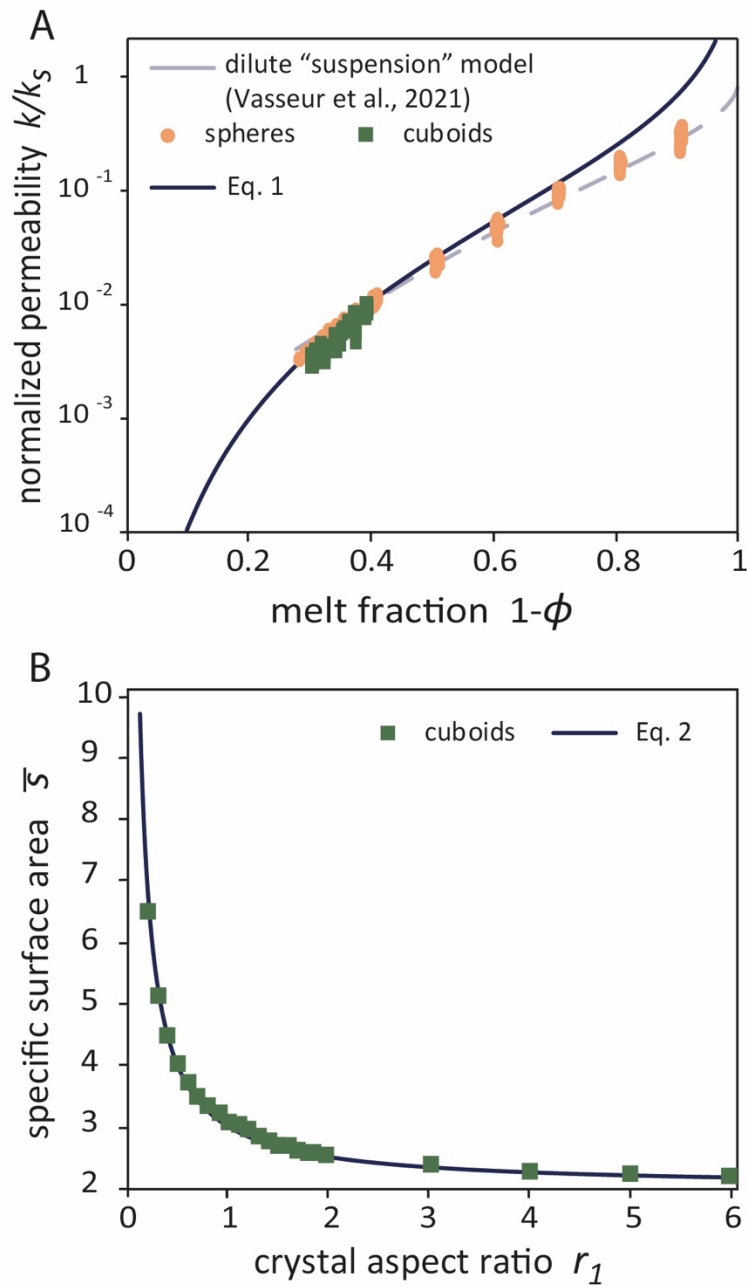 A
dilute “suspension” model
(Vasseur et al., 2021)
spheres
cuboids
Eq. 1
normalized permeability k/kₛ
1
10⁻¹
10⁻²
10⁻³
10⁻⁴
0 0.2 0.4 0.6 0.8 1
melt fraction 1-ϕ
B
cuboids
Eq. 2
specific surface area s̅
10
9
8
7
6
5
4
3
2
0 1 2 3 4 5 6
crystal aspect ratio r₁